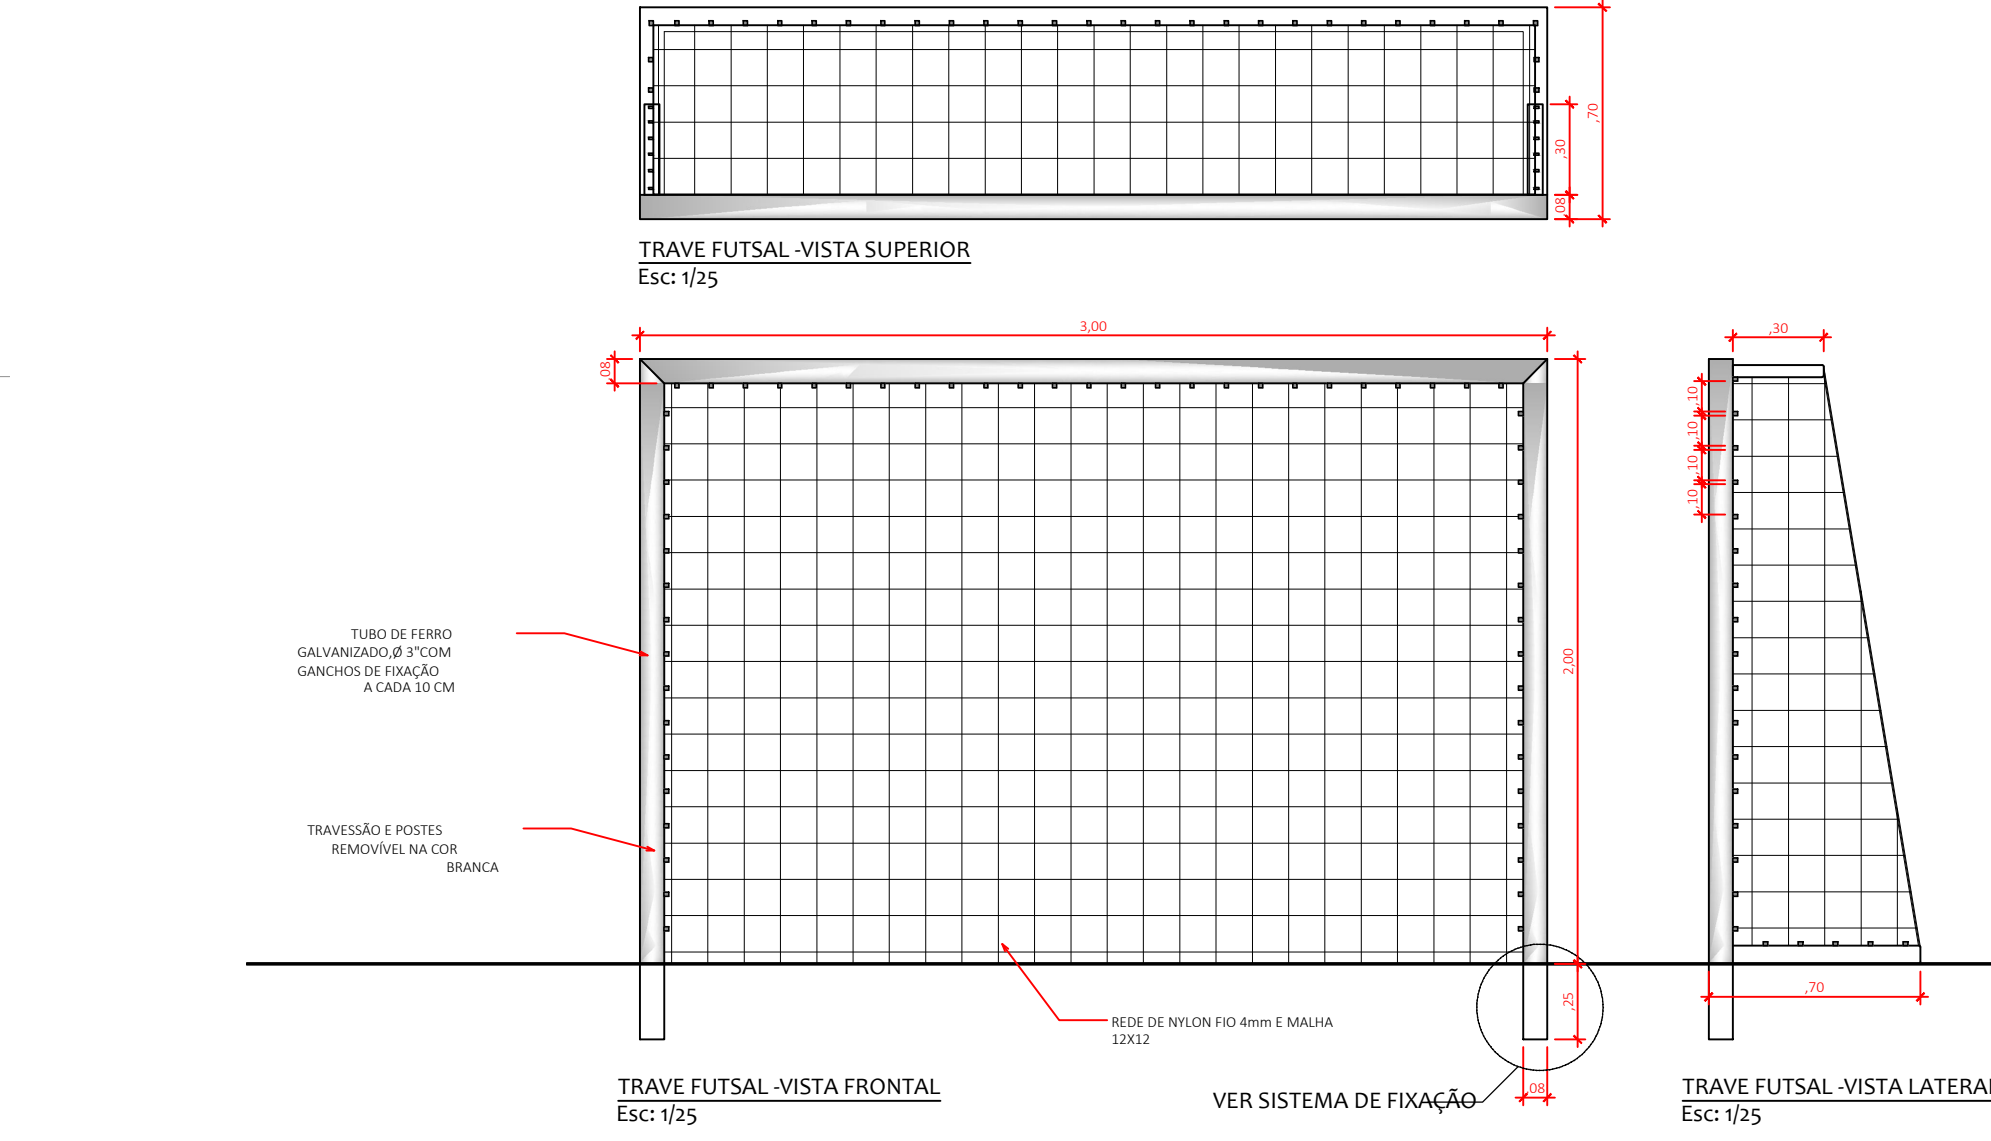 ,70
,30
,08
TRAVE FUTSAL -VISTA SUPERIOR
Esc: 1/25
3,00
,08
,30
,10
,10
,10
,10
TUBO DE FERRO
GALVANIZADO,Ø 3"COM
GANCHOS DE FIXAÇÃO
A CADA 10 CM
2,00
TRAVESSÃO E POSTES
REMOVÍVEL NA COR
BRANCA
,25
,70
REDE DE NYLON FIO 4mm E MALHA
12X12
,08
TRAVE FUTSAL -VISTA FRONTAL
Esc: 1/25
VER SISTEMA DE FIXAÇÃO
TRAVE FUTSAL -VISTA LATERAL
Esc: 1/25